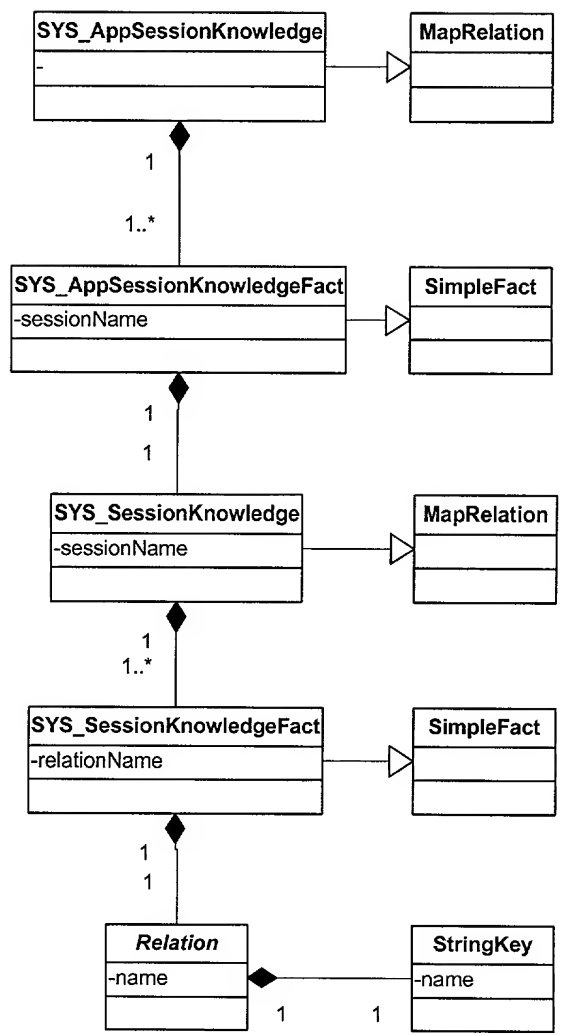 SYS_AppSessionKnowledge
MapRelation
-
1
1..*
SYS_AppSessionKnowledgeFact
SimpleFact
-sessionName
1
1
SYS_SessionKnowledge
MapRelation
-sessionName
1
1..*
SYS_SessionKnowledgeFact
SimpleFact
-relationName
1
1
Relation
StringKey
-name
-name
1
1